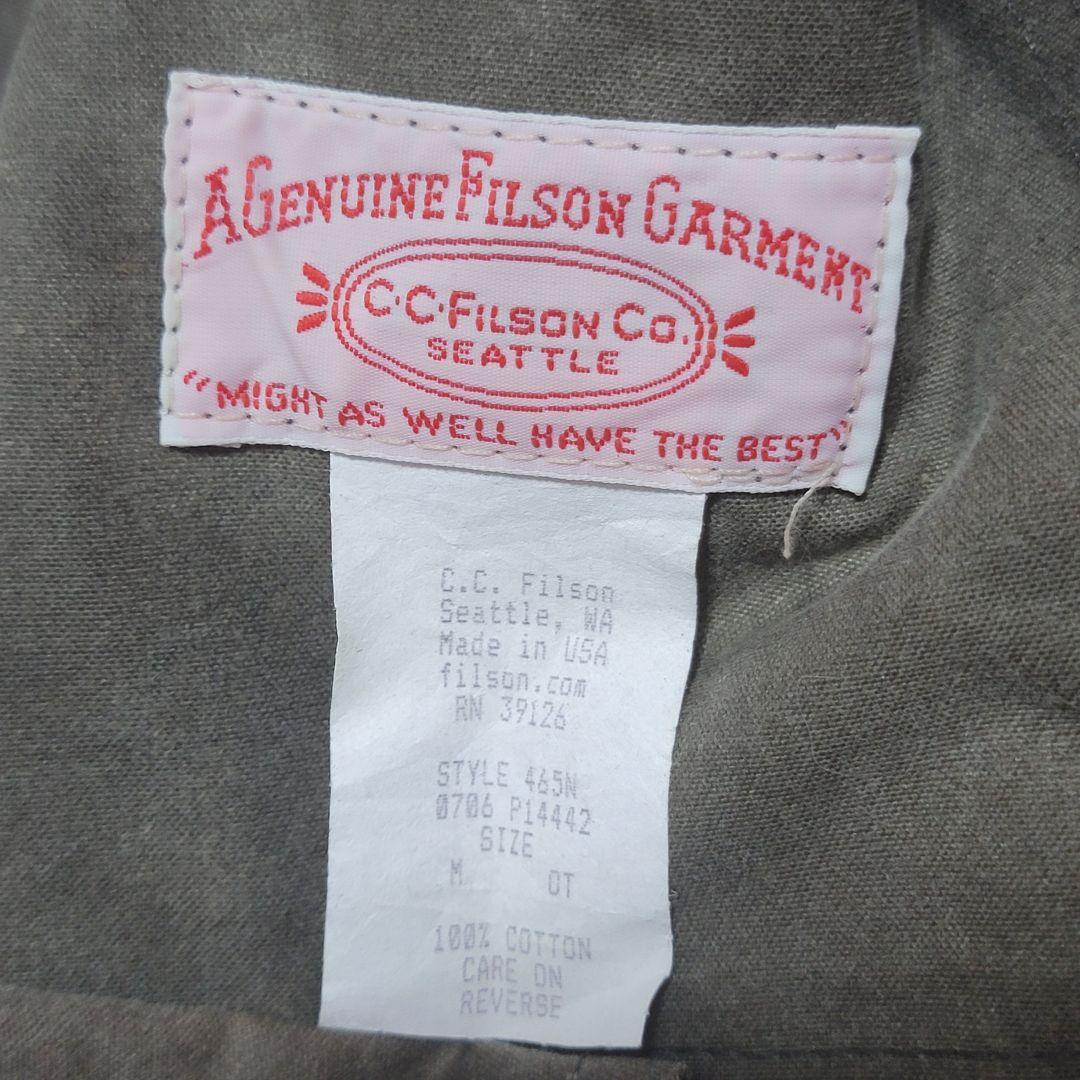 A GENUINE FILSON GARMENT
C·C·FILSON CO.
SEATTLE
"MIGHT AS WELL HAVE THE BEST"
C.C. Filson
Seattle, WA
Made in USA
filson.com
RN 39126
STYLE 465N
0706 P14442
SIZE
M OT
100% COTTON
CARE ON
REVERSE